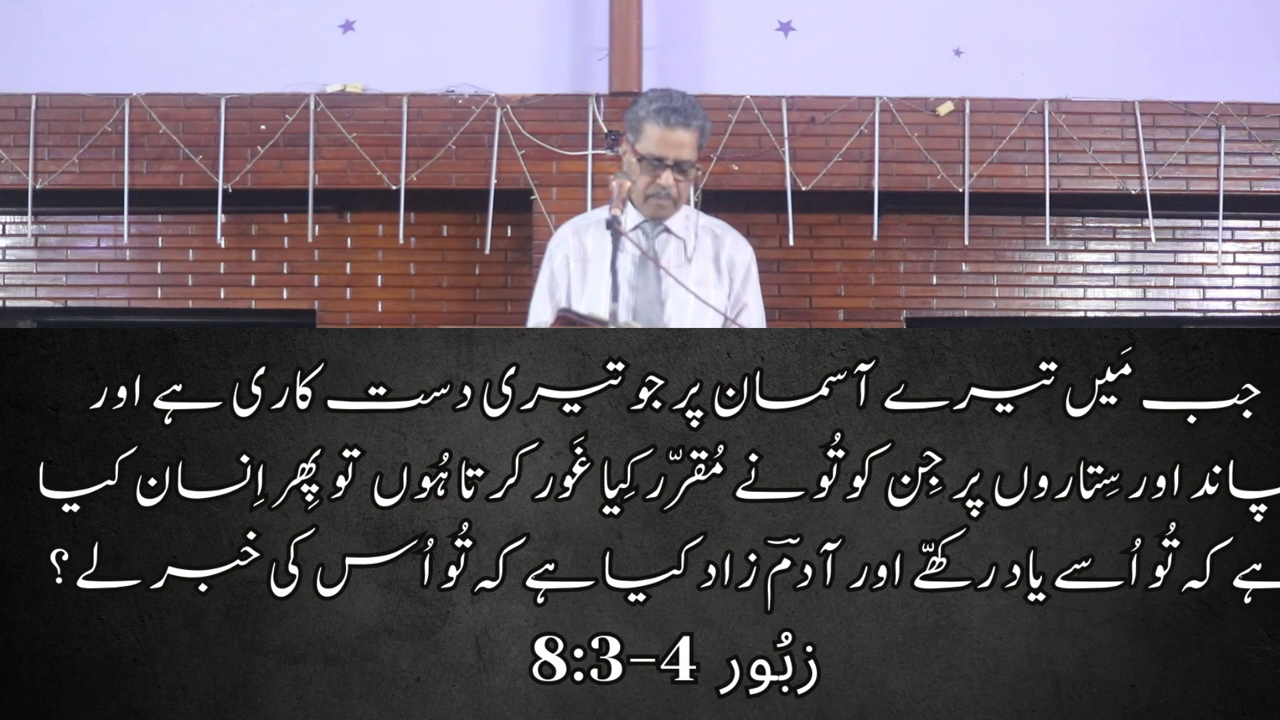 جب مَیں تیرے آسمان پر جو تیری دست کاری ہے اور
چاند اور سِتاروں پر جِن کو تُو نے مُقرّر کِیا غَور کرتا ہُوں تو پِھر اِنسان کیا
ہے کہ تُو اُسے یاد رکھّے اور آدمؔ زاد کیا ہے کہ تُو اُس کی خبر لے؟
زبُور 8:3-4